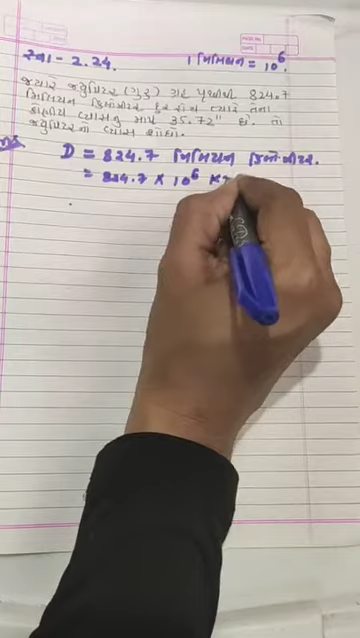 સ્વા-2.24.
1 મિલિયન = 10⁶.
જ્યારે જ્યુપિટર (ગુરુ) ગ્રહ પૃથ્વીથી 824.7
મિલિયન કિલોમીટર દૂર હોય ત્યારે તેના
કોણીય વ્યાસનું માપ 35.72" છે. તો
જ્યુપિટરનો વ્યાસ શોધો.
D = 824.7 મિલિયન કિલોમીટર.
= 824.7 × 10⁶ K